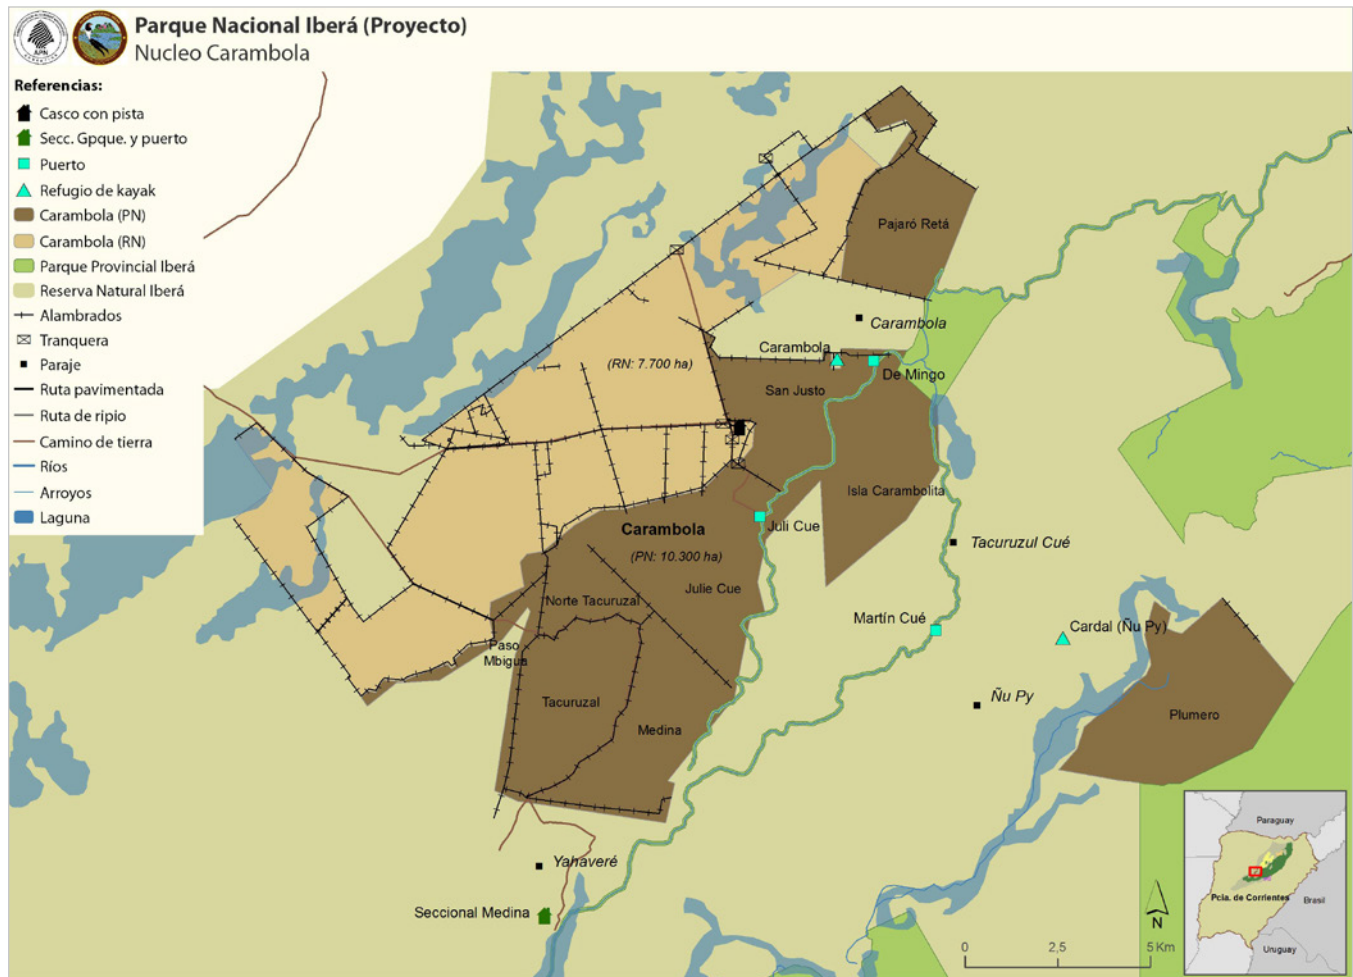 Parque Nacional Iberá (Proyecto)
Nucleo Carambola
APN
Referencias:
Casco con pista
Secc. Gpque. y puerto
Puerto
Refugio de kayak
Carambola (PN)
Carambola (RN)
Parque Provincial Iberá
Reserva Natural Iberá
Alambrados
Tranquera
Paraje
Ruta pavimentada
Ruta de ripio
Camino de tierra
Ríos
Arroyos
Laguna
Pajaró Retá
Carambola
Carambola
(RN: 7.700 ha)
De Mingo
San Justo
Isla Carambolita
Carambola
Juli Cue
(PN: 10.300 ha)
Tacuruzul Cué
Julie Cue
Norte Tacuruzal
Martín Cué
Cardal (Ñu Py)
Paso
Mbigua
Tacuruzal
Ñu Py
Plumero
Medina
Yahaveré
Seccional Medina
N
0 2,5 5 Km
Paraguay
Pcia. de Corrientes
Brasil
Uruguay